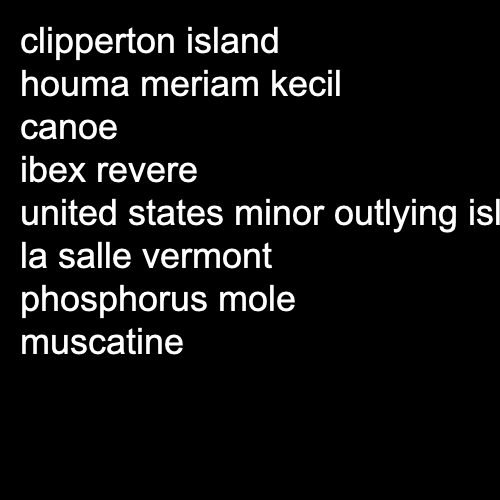 clipperton island
houma meriam kecil
canoe
ibex revere
united states minor outlying isl
la salle vermont
phosphorus mole
muscatine